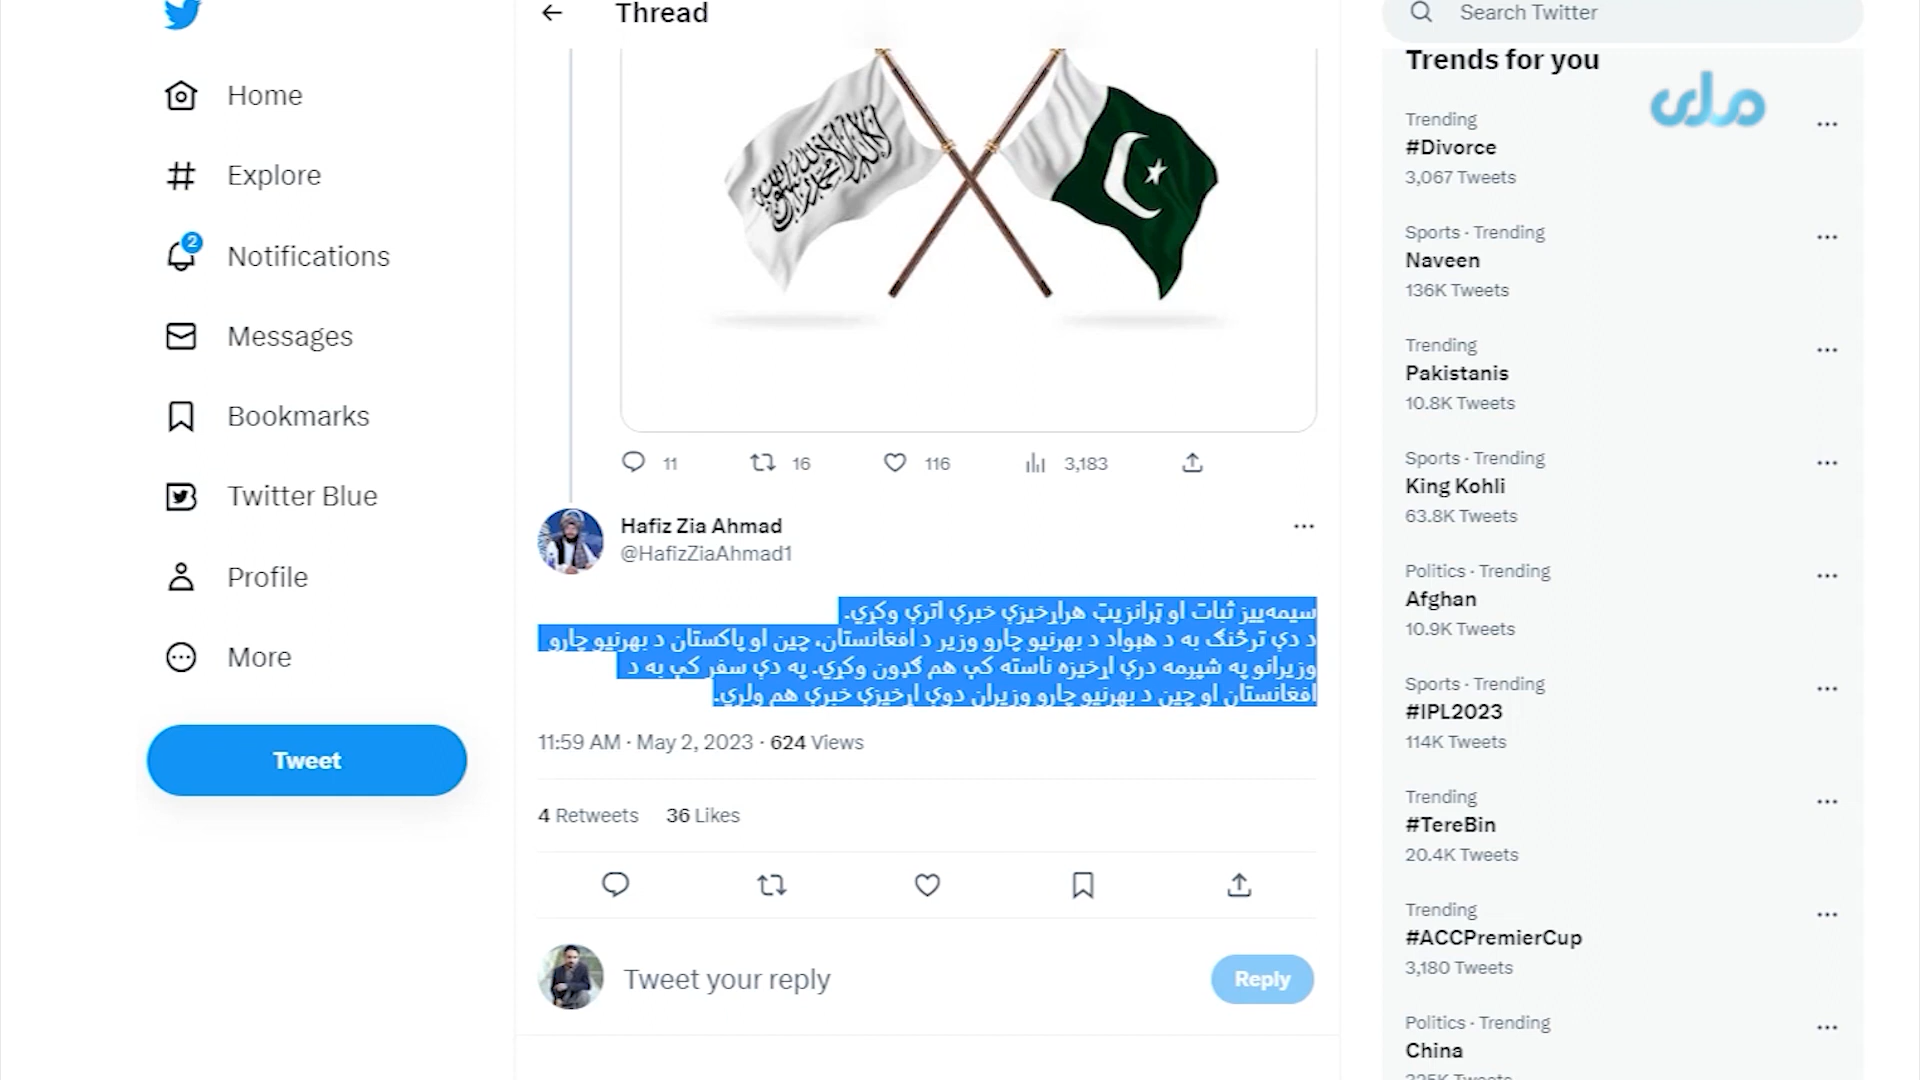 Thread
Search Twitter
Home
Explore
2
Notifications
Messages
Bookmarks
Twitter Blue
Profile
More
Tweet
11
16
116
3,183
Hafiz Zia Ahmad
@HafizZiaAhmad1
سیمه‌ییز ثبات او ټرانزیټ هراړخیزې خبرې اترې وکړي.
د دې ترڅنګ به د هېواد د بهرنیو چارو وزیر د افغانستان، چین او پاکستان د بهرنیو چارو
وزیرانو په شپږمه درې اړخیزه ناسته کې هم ګډون وکړي. په دې سفر کې به د
افغانستان او چین د بهرنیو چارو وزیران دوې اړخیزې خبرې هم ولري.
11:59 AM · May 2, 2023 · 624 Views
4 Retweets 36 Likes
Tweet your reply
Reply
Trends for you
ملی
Trending
#Divorce
3,067 Tweets
Sports · Trending
Naveen
136K Tweets
Trending
Pakistanis
10.8K Tweets
Sports · Trending
King Kohli
63.8K Tweets
Politics · Trending
Afghan
10.9K Tweets
Sports · Trending
#IPL2023
114K Tweets
Trending
#TereBin
20.4K Tweets
Trending
#ACCPremierCup
3,180 Tweets
Politics · Trending
China
325K Tweets